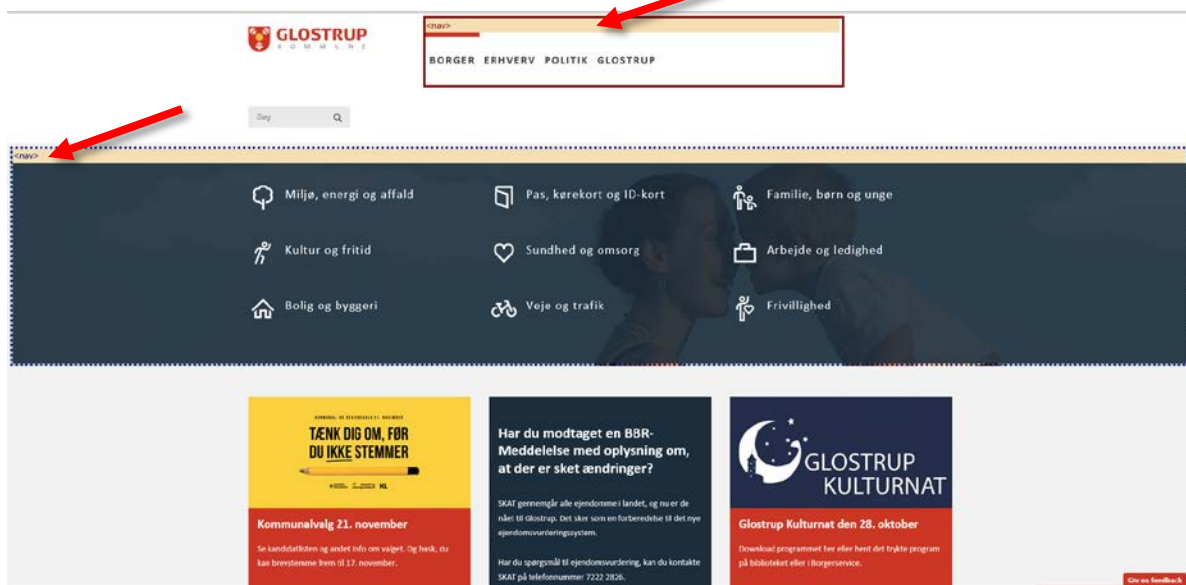 GLOSTRUP
KOMMUNE
<nav>
BORGER ERHVERV POLITIK GLOSTRUP
Søg
<nav>
Miljø, energi og affald
Pas, kørekort og ID-kort
Familie, børn og unge
Kultur og fritid
Sundhed og omsorg
Arbejde og ledighed
Bolig og byggeri
Veje og trafik
Frivillighed
TÆNK DIG OM, FØR
DU IKKE STEMMER
KL
Kommunalvalg 21. november
Se kandidatlisten og andet info om valget. Og husk, du
kan brevstemme frem til 17. november.
Har du modtaget en BBR-
Meddelelse med oplysning om,
at der er sket ændringer?
SKAT gennemgår alle ejendomme i landet, og nu er de
nået til Glostrup. Det sker som en forberedelse til det nye
ejendomsvurderingssystem.
Har du spørgsmål til ejendomsvurdering, kan du kontakte
SKAT på telefonnummer 7222 2826.
GLOSTRUP
KULTURNAT
Glostrup Kulturnat den 28. oktober
Download programmet her eller hent det trykte program
på biblioteket eller i Borgerservice.
Giv os feedback